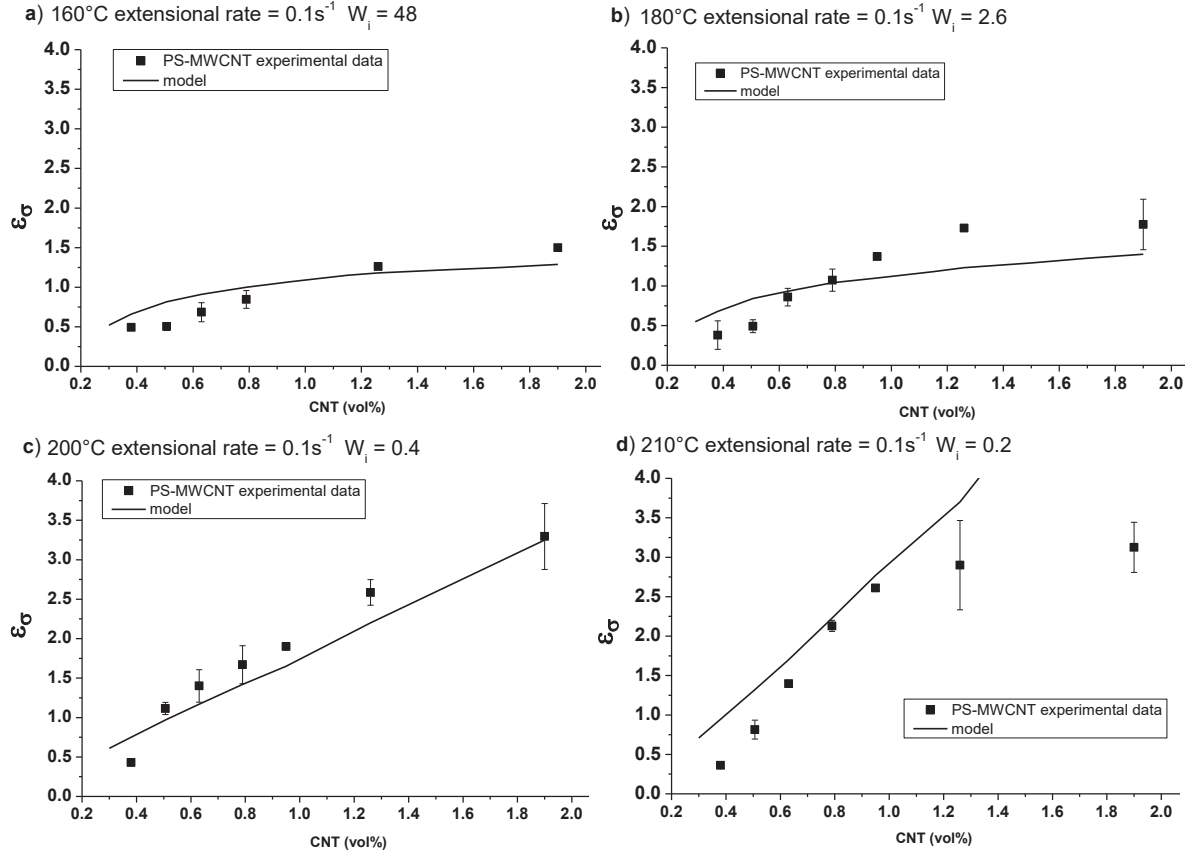 a) 160°C extensional rate = 0.1s⁻¹ Wᵢ = 48
4.0
3.5
3.0
2.5
2.0
1.5
1.0
0.5
0.0
εσ
PS-MWCNT experimental data
model
0.2 0.4 0.6 0.8 1.0 1.2 1.4 1.6 1.8 2.0
CNT (vol%)
b) 180°C extensional rate = 0.1s⁻¹ Wᵢ = 2.6
4.0
3.5
3.0
2.5
2.0
1.5
1.0
0.5
0.0
εσ
PS-MWCNT experimental data
model
0.2 0.4 0.6 0.8 1.0 1.2 1.4 1.6 1.8 2.0
CNT (vol%)
c) 200°C extensional rate = 0.1s⁻¹ Wᵢ = 0.4
4.0
3.5
3.0
2.5
2.0
1.5
1.0
0.5
0.0
εσ
PS-MWCNT experimental data
model
0.2 0.4 0.6 0.8 1.0 1.2 1.4 1.6 1.8 2.0
CNT (vol%)
d) 210°C extensional rate = 0.1s⁻¹ Wᵢ = 0.2
4.0
3.5
3.0
2.5
2.0
1.5
1.0
0.5
0.0
εσ
PS-MWCNT experimental data
model
0.2 0.4 0.6 0.8 1.0 1.2 1.4 1.6 1.8 2.0
CNT (vol%)